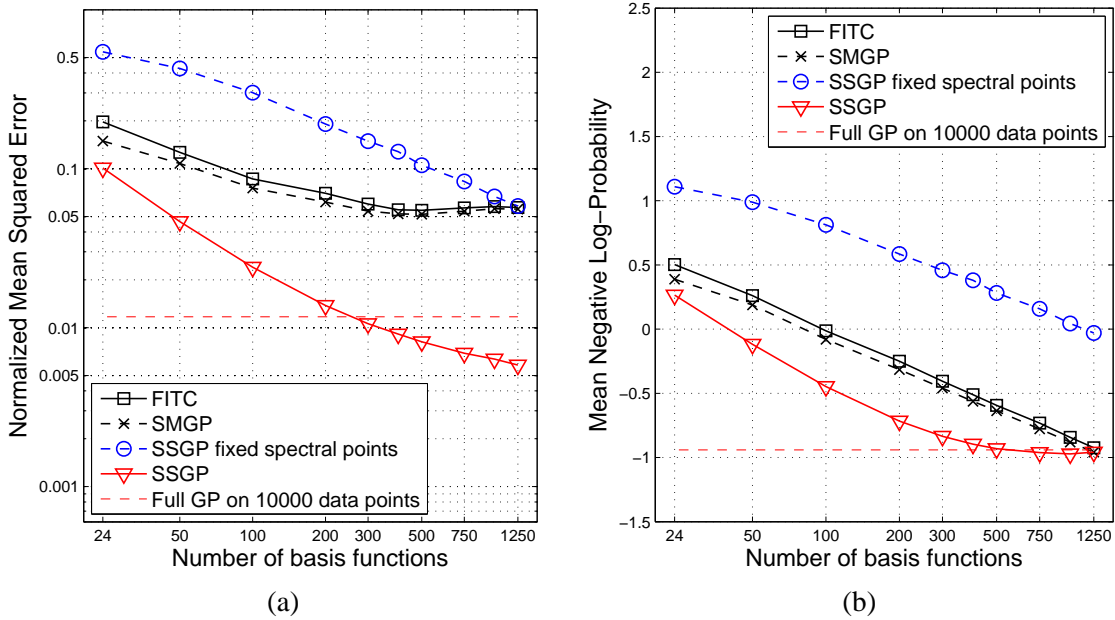 Normalized Mean Squared Error
0.5
0.1
0.05
0.01
0.005
0.001
FITC
SMGP
SSGP fixed spectral points
SSGP
Full GP on 10000 data points
24 50 100 200 300 500 750 1250
Number of basis functions
(a)
Mean Negative Log−Probability
2.5
2
1.5
1
0.5
0
−0.5
−1
−1.5
FITC
SMGP
SSGP fixed spectral points
SSGP
Full GP on 10000 data points
24 50 100 200 300 500 750 1250
Number of basis functions
(b)